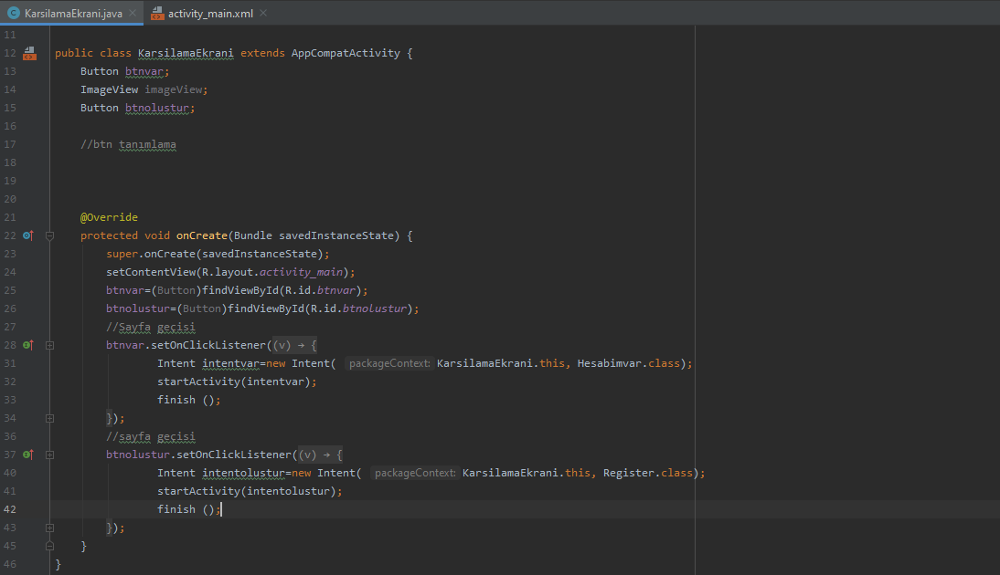 KarsilamaEkrani.java activity_main.xml
11
12 public class KarsilamaEkrani extends AppCompatActivity {
13 Button btnvar;
14 ImageView imageView;
15 Button btnolustur;
16
17 //btn tanımlama
18
19
20
21 @Override
22 protected void onCreate(Bundle savedInstanceState) {
23 super.onCreate(savedInstanceState);
24 setContentView(R.layout.activity_main);
25 btnvar=(Button)findViewById(R.id.btnvar);
26 btnolustur=(Button)findViewById(R.id.btnolustur);
27 //Sayfa geçisi
28 btnvar.setOnClickListener((v) → {
31 Intent intentvar=new Intent( packageContext: KarsilamaEkrani.this, Hesabimvar.class);
32 startActivity(intentvar);
33 finish ();
34 });
36 //sayfa geçisi
37 btnolustur.setOnClickListener((v) → {
40 Intent intentolustur=new Intent( packageContext: KarsilamaEkrani.this, Register.class);
41 startActivity(intentolustur);
42 finish ();
43 });
45 }
46 }